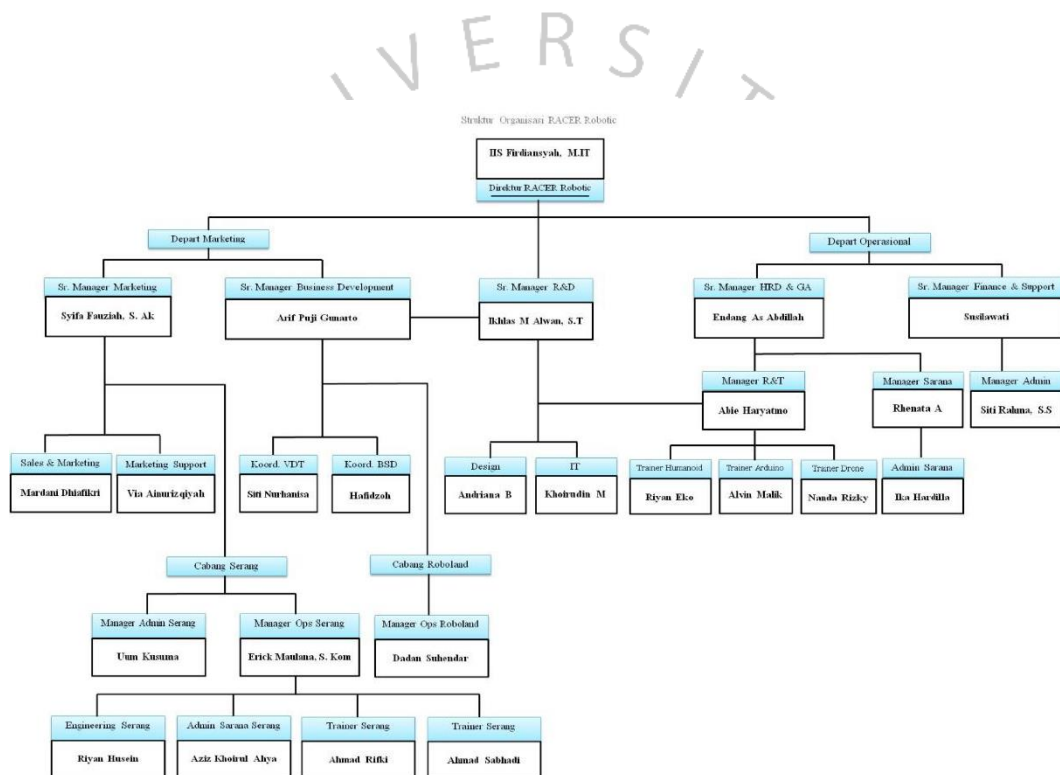 I V E R S I T
Struktur Organisasi RACER Robotic
IIS Firdiansyah, M.IT
Direktur RACER Robotic
Depart Marketing
Depart Operasional
Sr. Manager Marketing
Syifa Fauziah, S. Ak
Sr. Manager Business Development
Arif Puji Gunarto
Sr. Manager R&D
Ikhlas M Alwan, S.T
Sr. Manager HRD & GA
Endang As Abdillah
Sr. Manager Finance & Support
Susilawati
Manager R&T
Abie Haryatmo
Manager Sarana
Rhenata A
Manager Admin
Siti Rahma, S.S
Sales & Marketing
Mardani Dhiafikri
Marketing Support
Via Ainurizqiyah
Koord. VDT
Siti Nurhanisa
Koord. BSD
Hafidzoh
Design
Andriana B
IT
Khoirudin M
Trainer Humanoid
Riyan Eko
Trainer Arduino
Alvin Malik
Trainer Drone
Nanda Rizky
Admin Sarana
Ika Hardilla
Cabang Serang
Cabang Roboland
Manager Admin Serang
Uum Kusuma
Manager Ops Serang
Erick Maulana, S. Kom
Manager Ops Roboland
Dadan Suhendar
Engineering Serang
Riyan Husein
Admin Sarana Serang
Aziz Khoirul Ahya
Trainer Serang
Ahmad Rifki
Trainer Serang
Ahmad Sabhadi